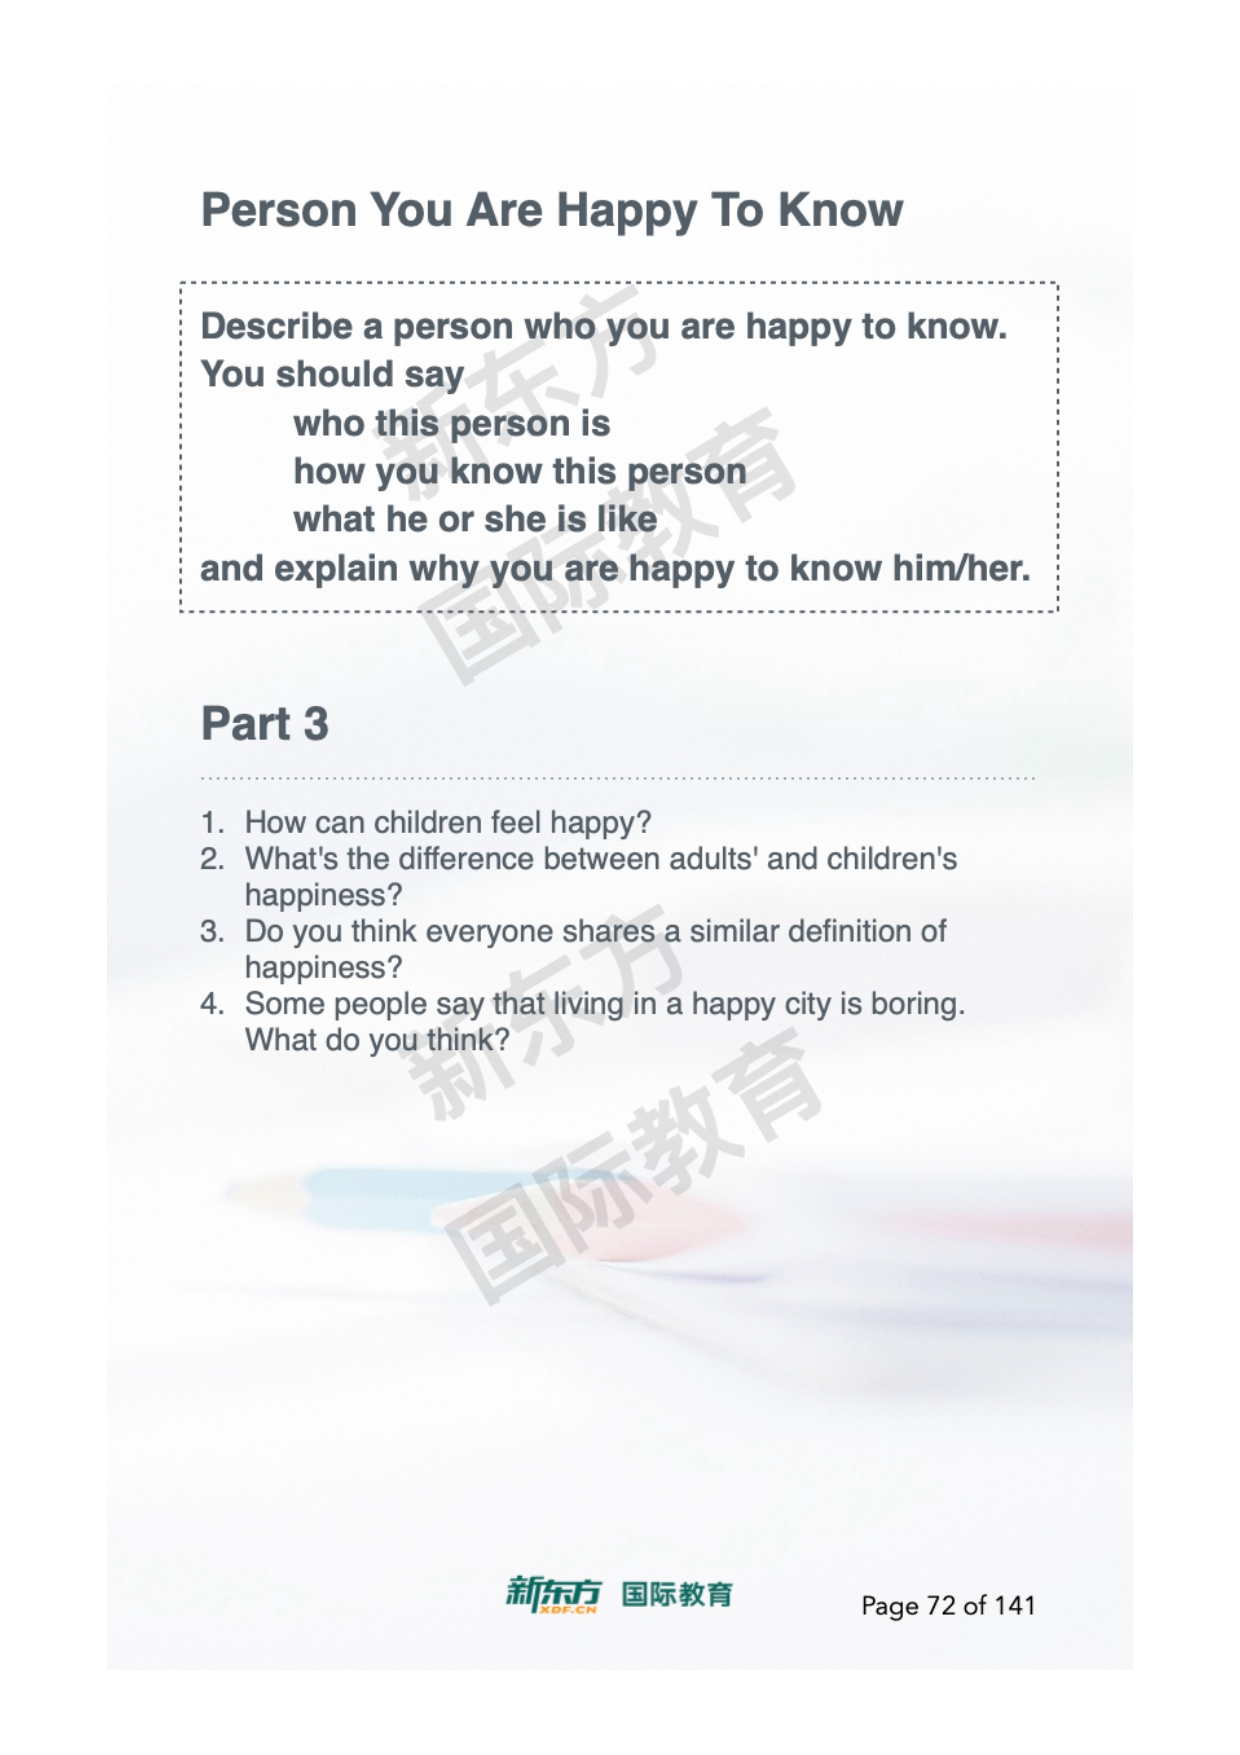 Person You Are Happy To Know
Describe a person who you are happy to know.
You should say
who this person is
how you know this person
what he or she is like
and explain why you are happy to know him/her.
新东方
国际教育
Part 3
1. How can children feel happy?
2. What's the difference between adults' and children's
happiness?
3. Do you think everyone shares a similar definition of
happiness?
4. Some people say that living in a happy city is boring.
What do you think?
新东方
国际教育
新东方 国际教育
XDF.CN
Page 72 of 141